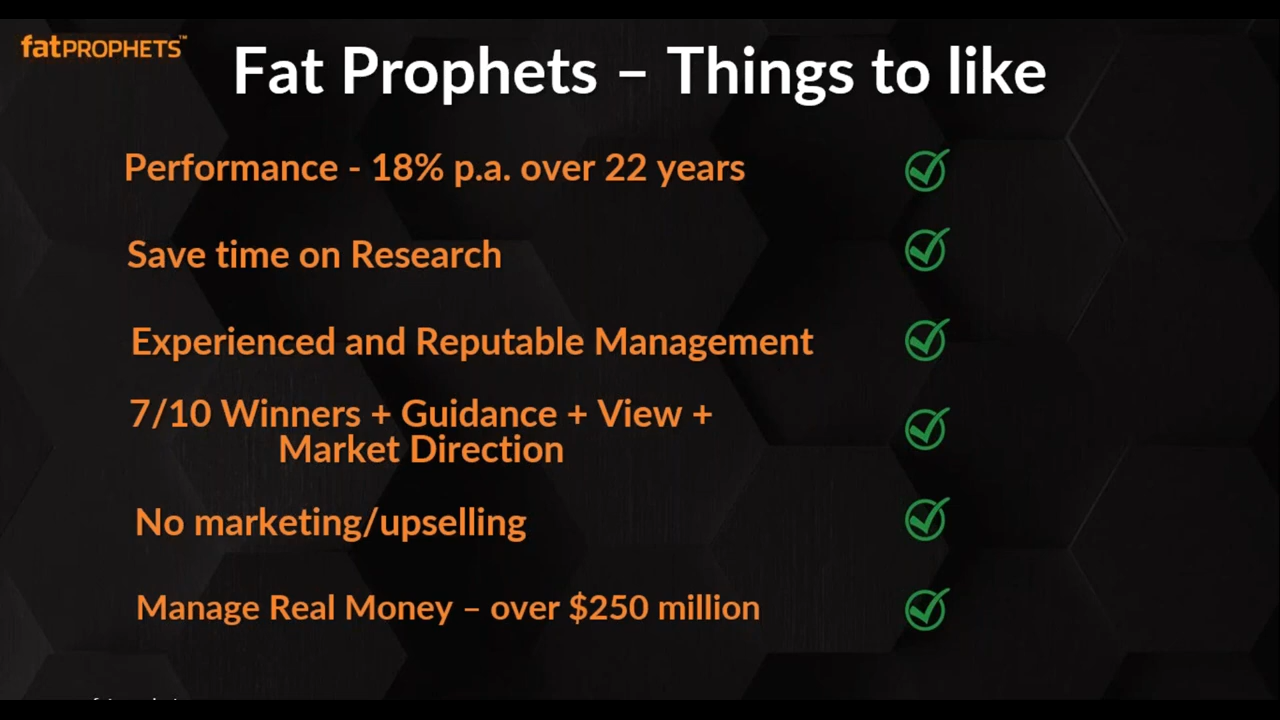 fatPROPHETS™
Fat Prophets – Things to like
Performance - 18% p.a. over 22 years
Save time on Research
Experienced and Reputable Management
7/10 Winners + Guidance + View +
Market Direction
No marketing/upselling
Manage Real Money – over $250 million